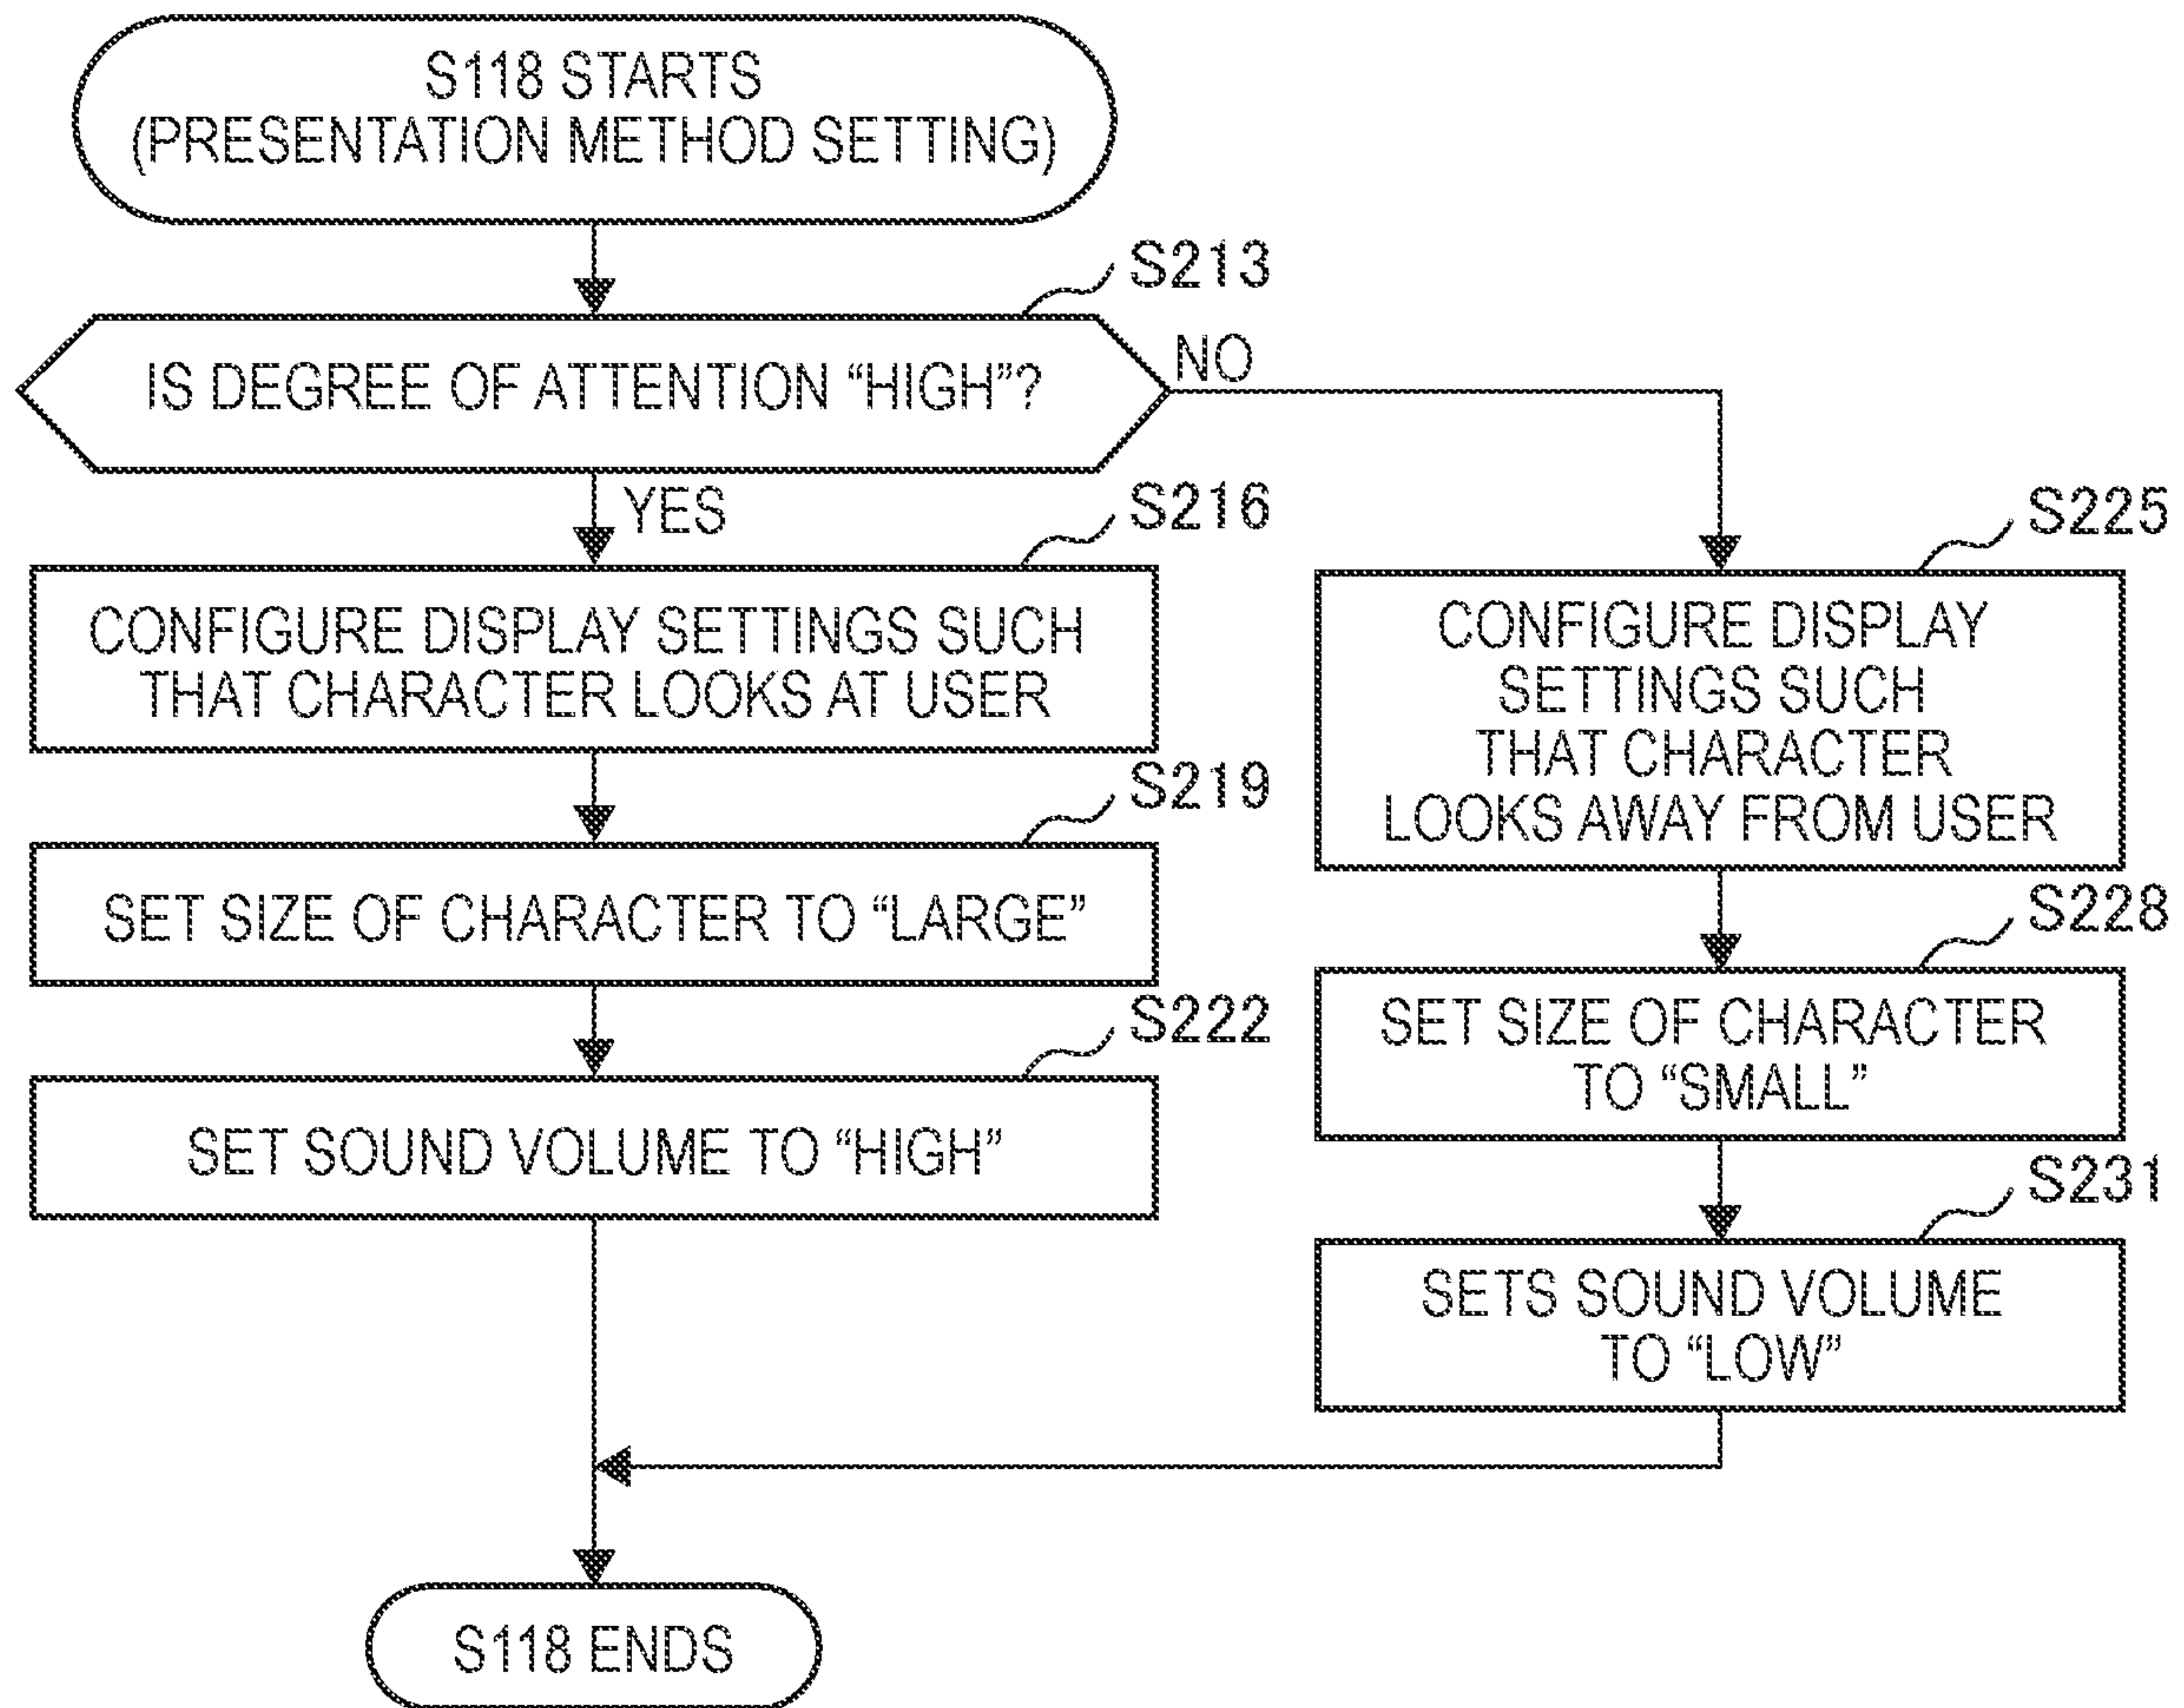 S118 STARTS
(PRESENTATION METHOD SETTING)
S213
IS DEGREE OF ATTENTION “HIGH”?
NO
YES
S216
CONFIGURE DISPLAY SETTINGS SUCH
THAT CHARACTER LOOKS AT USER
S219
SET SIZE OF CHARACTER TO “LARGE”
S222
SET SOUND VOLUME TO “HIGH”
S225
CONFIGURE DISPLAY
SETTINGS SUCH
THAT CHARACTER
LOOKS AWAY FROM USER
S228
SET SIZE OF CHARACTER
TO “SMALL”
S231
SETS SOUND VOLUME
TO “LOW”
S118 ENDS